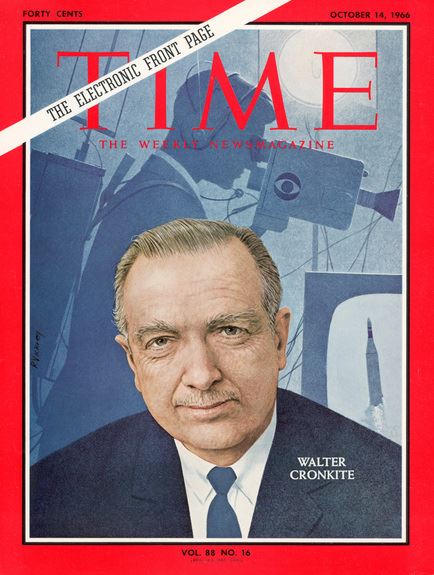 FORTY CENTS
OCTOBER 14, 1966
THE ELECTRONIC FRONT PAGE
TIME
THE WEEKLY NEWSMAGAZINE
WALTER
CRONKITE
VOL. 88 NO. 16